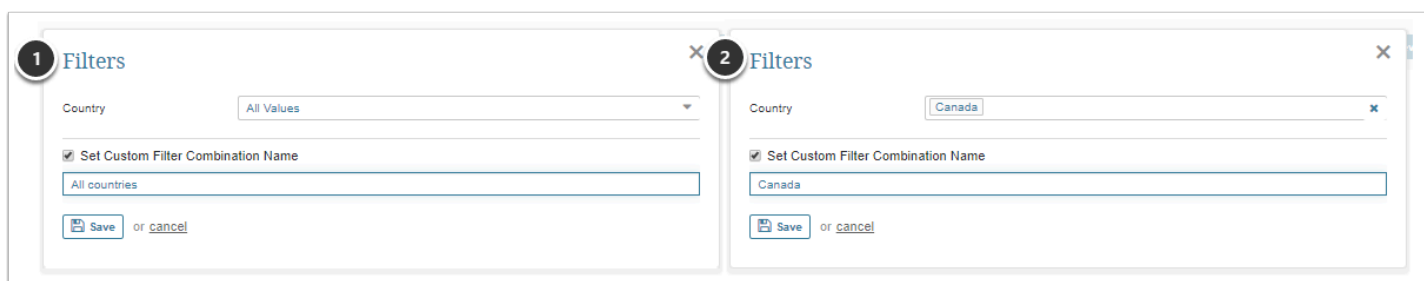 1
Filters
Country
All Values
Set Custom Filter Combination Name
All countries
Save or cancel
2
Filters
Country
Canada
Set Custom Filter Combination Name
Canada
Save or cancel